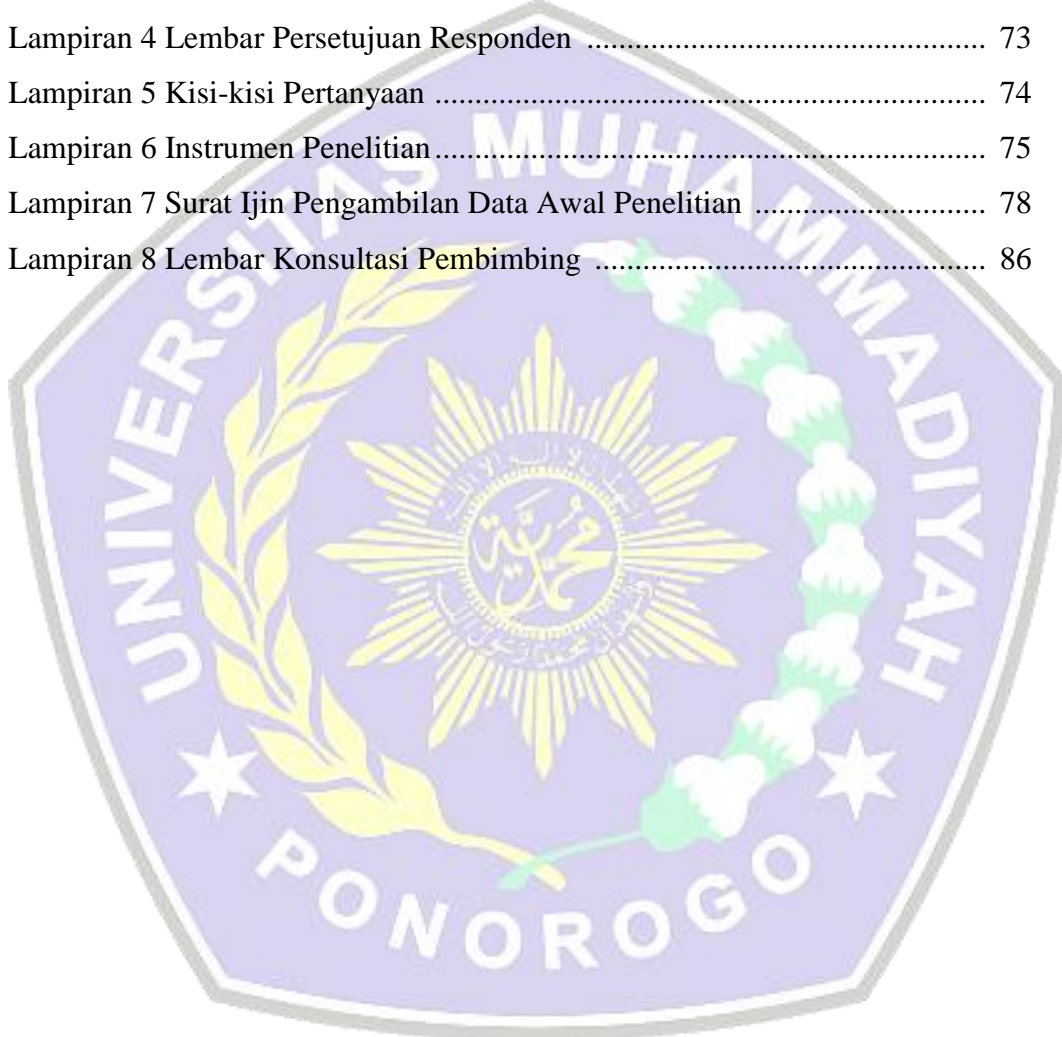 Lampiran 4 Lembar Persetujuan Responden ................................................. 73
Lampiran 5 Kisi-kisi Pertanyaan .................................................................... 74
Lampiran 6 Instrumen Penelitian .................................................................... 75
Lampiran 7 Surat Ijin Pengambilan Data Awal Penelitian ............................. 78
Lampiran 8 Lembar Konsultasi Pembimbing ................................................ 86
UNIVERSITAS MUHAMMADIYAH
PONOROGO